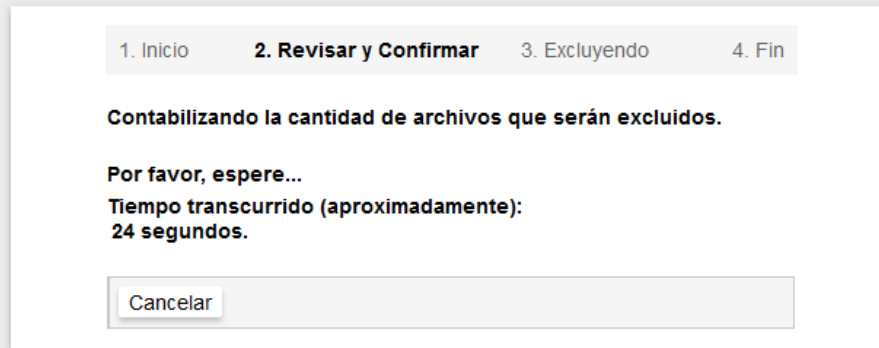 1. Inicio 2. Revisar y Confirmar 3. Excluyendo 4. Fin
Contabilizando la cantidad de archivos que serán excluidos.
Por favor, espere...
Tiempo transcurrido (aproximadamente):
24 segundos.
Cancelar